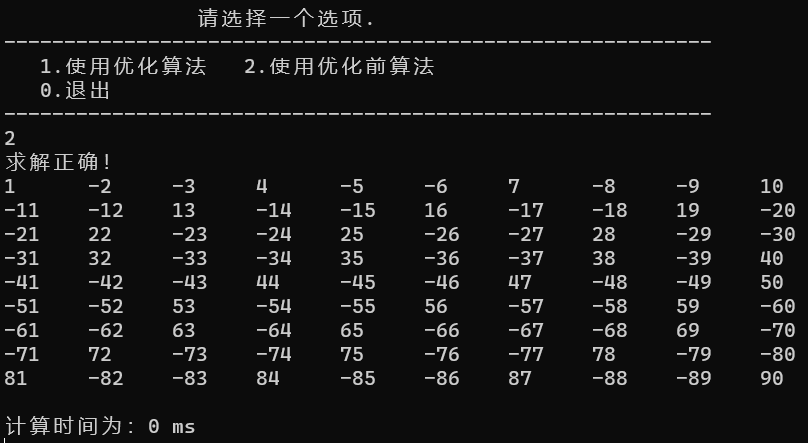 请选择一个选项.
------------------------------------------------------------
1.使用优化算法 2.使用优化前算法
0.退出
------------------------------------------------------------
2
求解正确!
1 -2 -3 4 -5 -6 7 -8 -9 10
-11 -12 13 -14 -15 16 -17 -18 19 -20
-21 22 -23 -24 25 -26 -27 28 -29 -30
-31 32 -33 -34 35 -36 -37 38 -39 40
-41 -42 -43 44 -45 -46 47 -48 -49 50
-51 -52 53 -54 -55 56 -57 -58 59 -60
-61 -62 63 -64 65 -66 -67 -68 69 -70
-71 72 -73 -74 75 -76 -77 78 -79 -80
81 -82 -83 84 -85 -86 87 -88 -89 90
计算时间为: 0 ms